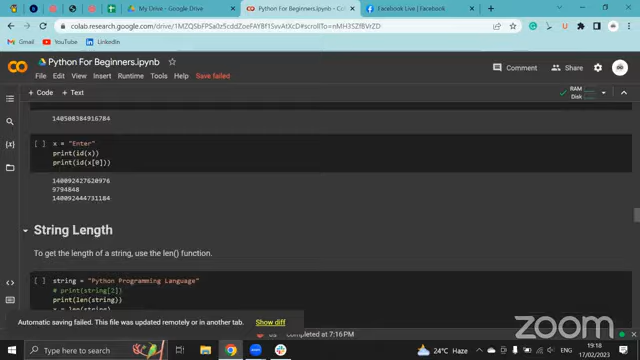 My Drive - Google Drive
Python For Beginners.ipynb - Col
Facebook Live | Facebook
colab.research.google.com/drive/1MZQYs5cddeZoFAY8f1SvvAtXcD#scrollTo=nMH3YzVRZrD
Gmail
YouTube
LinkedIn
Python For Beginners.ipynb
File Edit View Insert Runtime Tools Help Save failed
Comment
Share
+ Code + Text
RAM
Disk
140508384916784
[ ] x = "Enter"
print(id(x))
print(id(x[0]))
140092427620976
9794848
140092444731184
String Length
To get the length of a string, use the len() function.
[ ] string = "Python Programming Language"
# print(string[2])
print(len(string))
x = len(string)
Automatic saving failed. This file was updated remotely or in another tab. Show diff
completed at 7:16 PM
zoom
Type here to search
24°C Haze
19:18
17/02/2023